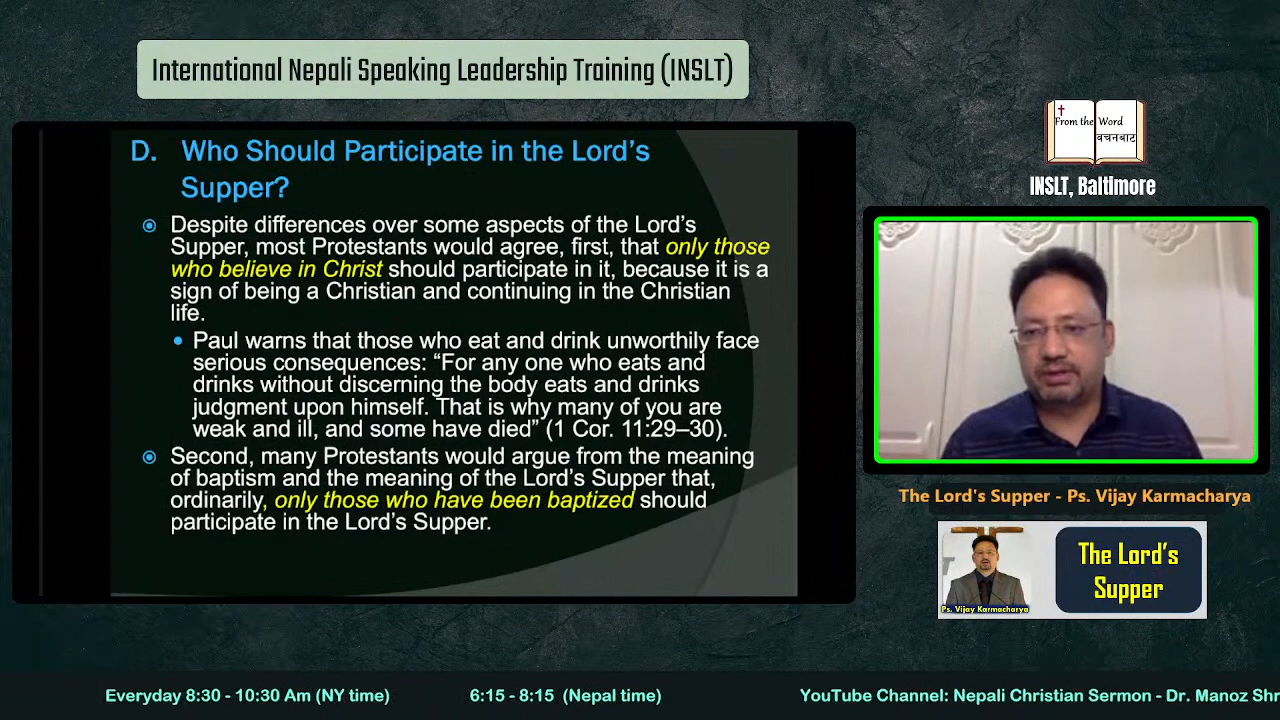 International Nepali Speaking Leadership Training (INSLT)
D. Who Should Participate in the Lord's
Supper?
Despite differences over some aspects of the Lord's
Supper, most Protestants would agree, first, that only those
who believe in Christ should participate in it, because it is a
sign of being a Christian and continuing in the Christian
life.
Paul warns that those who eat and drink unworthily face
serious consequences: “For any one who eats and
drinks without discerning the body eats and drinks
judgment upon himself. That is why many of you are
weak and ill, and some have died” (1 Cor. 11:29–30).
Second, many Protestants would argue from the meaning
of baptism and the meaning of the Lord's Supper that,
ordinarily, only those who have been baptized should
participate in the Lord's Supper.
From the Word
वचनबाट
INSLT, Baltimore
The Lord's Supper - Ps. Vijay Karmacharya
Ps. Vijay Karmacharya
The Lord's
Supper
Everyday 8:30 - 10:30 Am (NY time) 6:15 - 8:15 (Nepal time) YouTube Channel: Nepali Christian Sermon - Dr. Manoz Shr